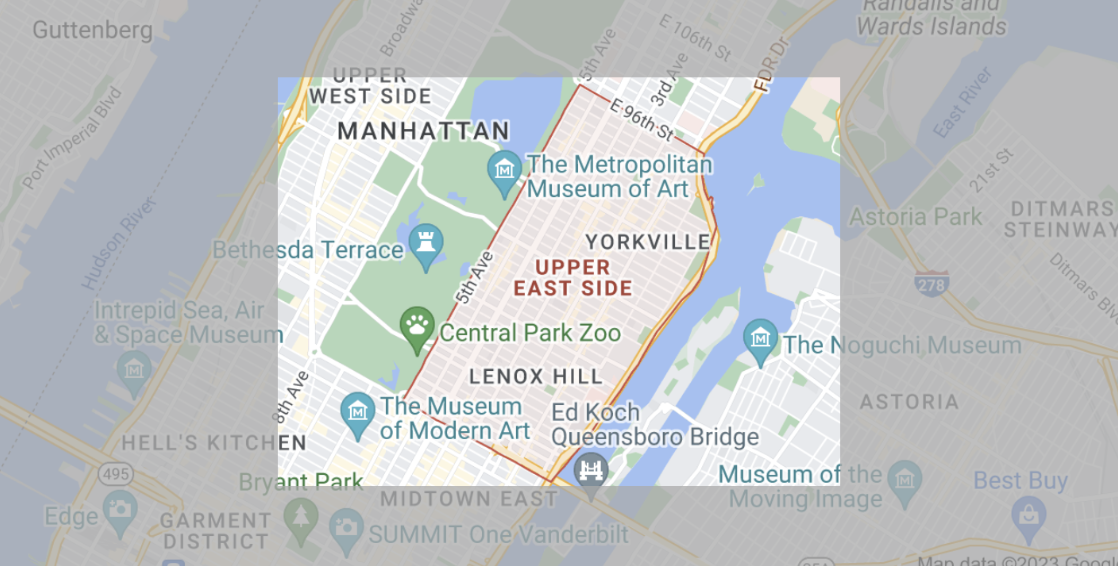 Randalls and
Wards Islands
Guttenberg
Broadwa
5th Ave
E 106th St
3rd Ave
FDR Dr
UPPER
WEST SIDE
E 96th St
East River
Port Imperial Blvd
MANHATTAN
The Metropolitan
Museum of Art
21st St
Hudson River
Astoria Park
DITMARS
STEINWAY
Bethesda Terrace
YORKVILLE
UPPER
EAST SIDE
5th Ave
Ditmars B
278
Intrepid Sea, Air
& Space Museum
Central Park Zoo
The Noguchi Museum
LENOX HILL
8th Ave
The Museum
of Modern Art
Ed Koch
Queensboro Bridge
ASTORIA
HELL'S KITCHEN
495
Bryant Park
Museum of the
Moving Image
Best Buy
MIDTOWN EAST
Edge
GARMENT
DISTRICT
SUMMIT One Vanderbilt
Map data ©2023 Googl